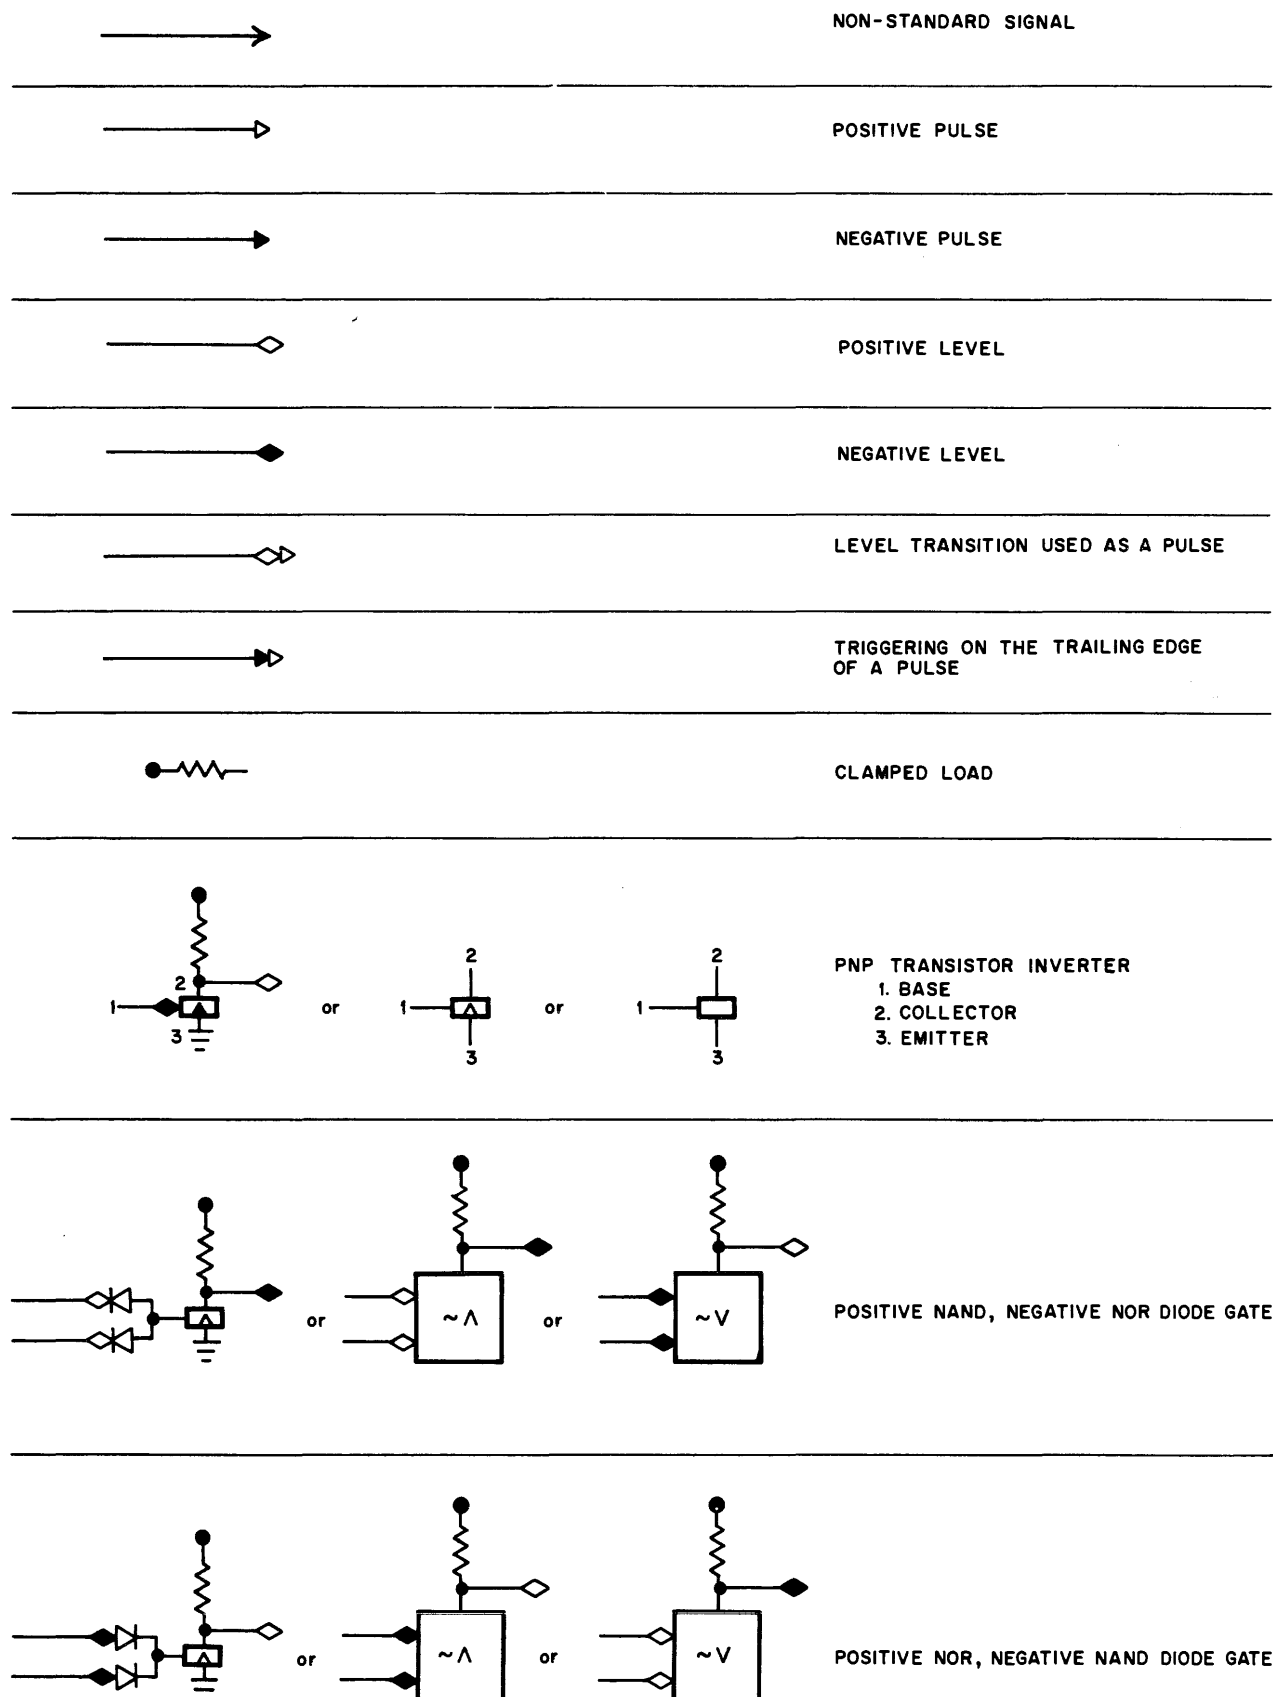 NON-STANDARD SIGNAL
POSITIVE PULSE
NEGATIVE PULSE
POSITIVE LEVEL
NEGATIVE LEVEL
LEVEL TRANSITION USED AS A PULSE
TRIGGERING ON THE TRAILING EDGE
OF A PULSE
CLAMPED LOAD
2
1
3
or
2
1
3
or
2
1
3
PNP TRANSISTOR INVERTER
1. BASE
2. COLLECTOR
3. EMITTER
or
~ Λ
or
~ V
POSITIVE NAND, NEGATIVE NOR DIODE GATE
or
~ Λ
or
~ V
POSITIVE NOR, NEGATIVE NAND DIODE GATE